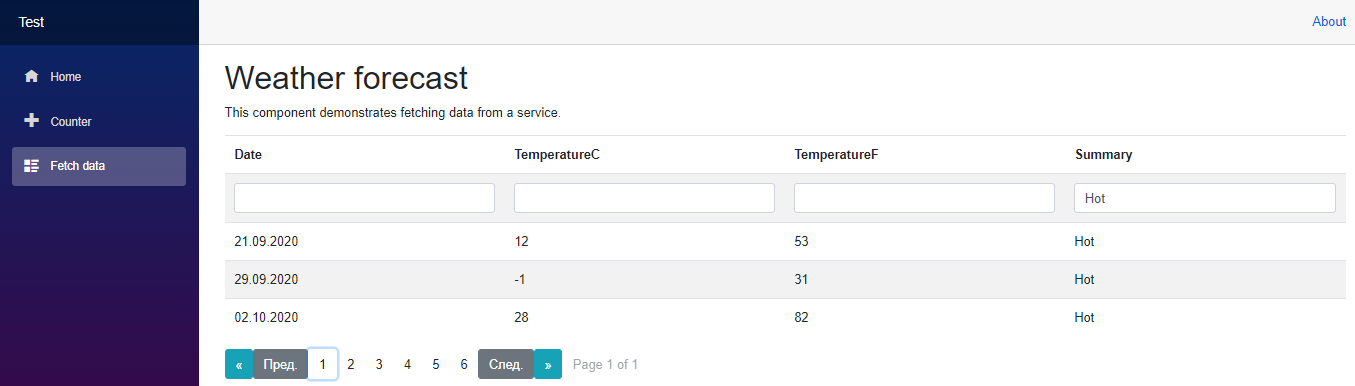 Test
About
Home
Counter
Fetch data
Weather forecast
This component demonstrates fetching data from a service.
Date TemperatureC TemperatureF Summary
Hot
21.09.2020 12 53 Hot
29.09.2020 -1 31 Hot
02.10.2020 28 82 Hot
« Пред. 1 2 3 4 5 6 След. » Page 1 of 1